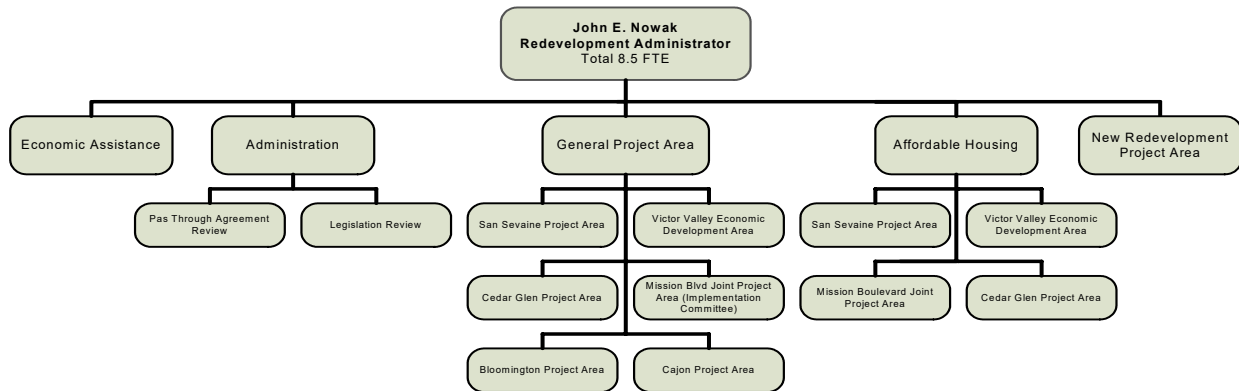 John E. Nowak
Redevelopment Administrator
Total 8.5 FTE
Economic Assistance
Administration
General Project Area
Affordable Housing
New Redevelopment
Project Area
Pas Through Agreement
Review
Legislation Review
San Sevaine Project Area
Victor Valley Economic
Development Area
San Sevaine Project Area
Victor Valley Economic
Development Area
Cedar Glen Project Area
Mission Blvd Joint Project
Area (Implementation
Committee)
Mission Boulevard Joint
Project Area
Cedar Glen Project Area
Bloomington Project Area
Cajon Project Area